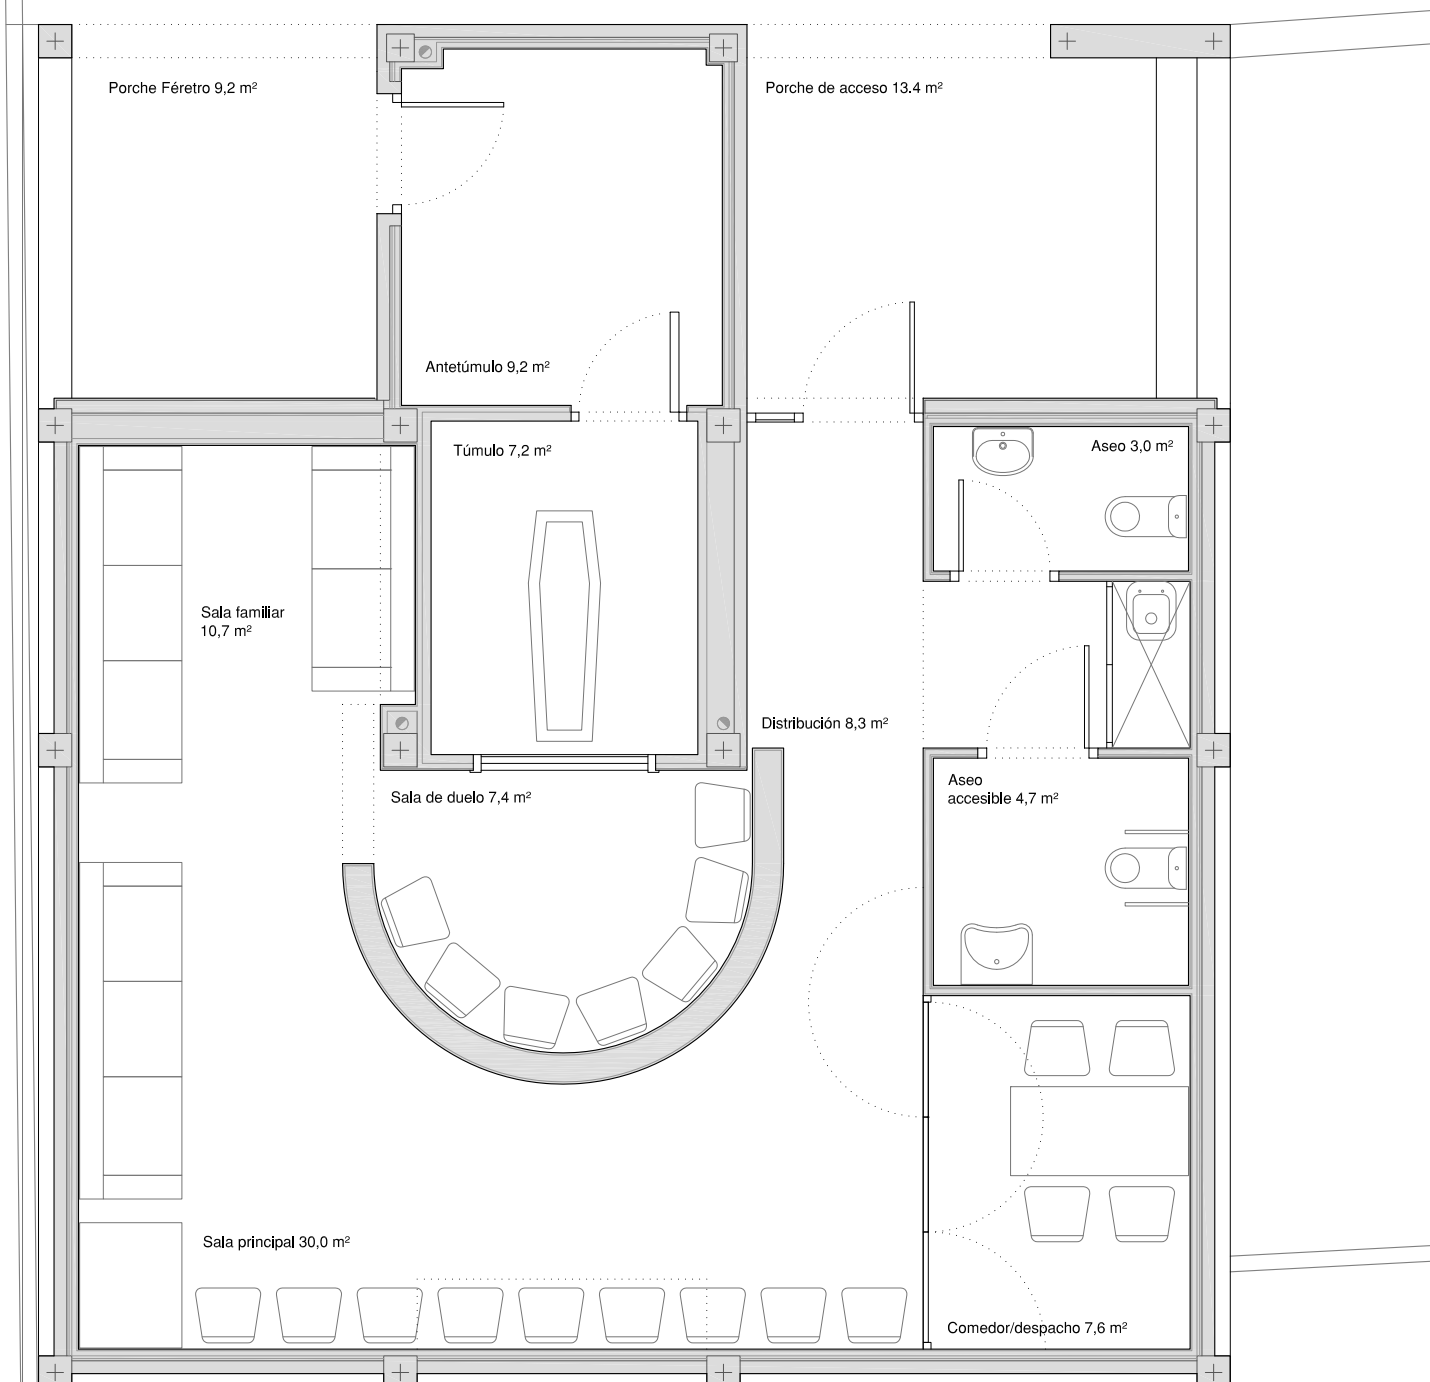 Porche Féretro 9,2 m²
Porche de acceso 13.4 m²
Antetúmulo 9,2 m²
Túmulo 7,2 m²
Aseo 3,0 m²
Sala familiar
10,7 m²
Distribución 8,3 m²
Sala de duelo 7,4 m²
Aseo
accesible 4,7 m²
Sala principal 30,0 m²
Comedor/despacho 7,6 m²